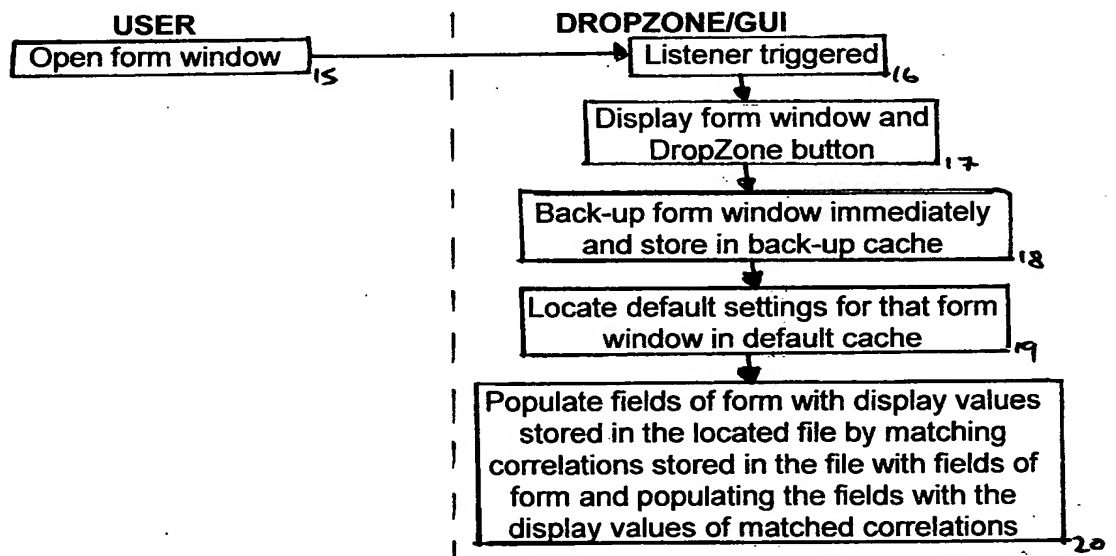 USER
DROPZONE/GUI
Open form window
15
Listener triggered
16
Display form window and
DropZone button
17
Back-up form window immediately
and store in back-up cache
18
Locate default settings for that form
window in default cache
19
Populate fields of form with display values
stored in the located file by matching
correlations stored in the file with fields of
form and populating the fields with the
display values of matched correlations
20